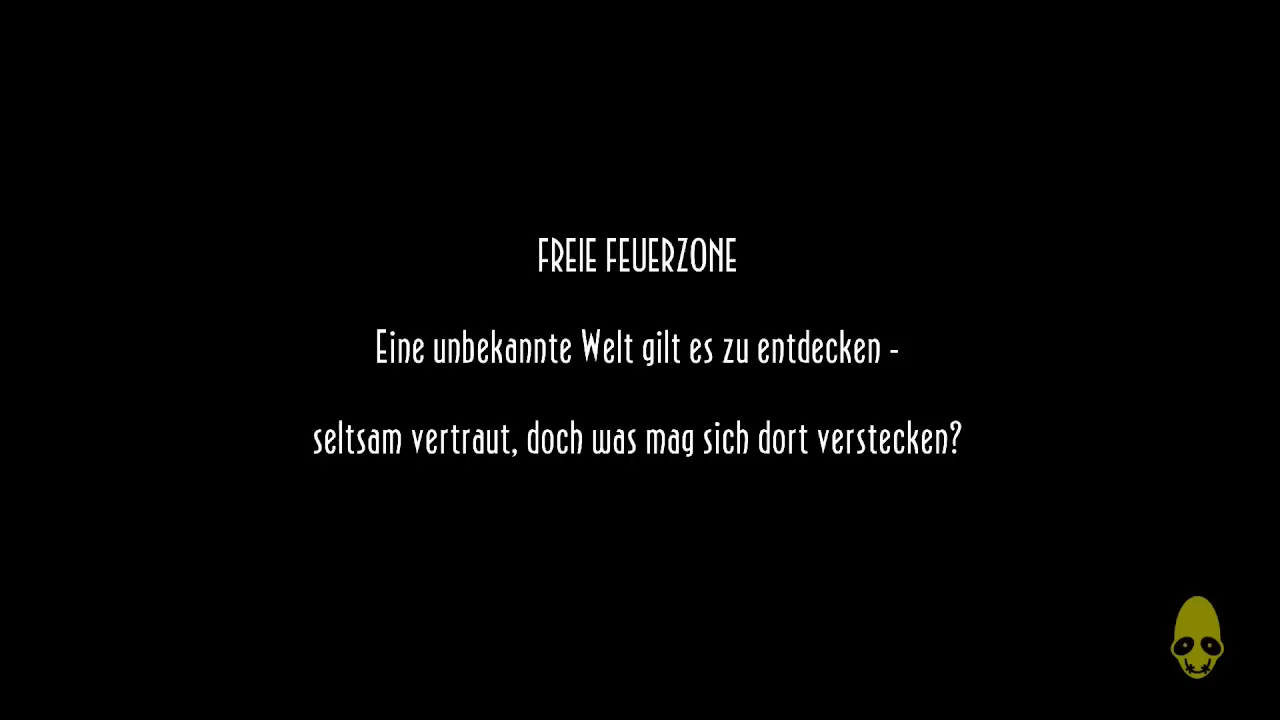 FREIE FEUERZONE
Eine unbekannte Welt gilt es zu entdecken -
seltsam vertraut, doch was mag sich dort verstecken?